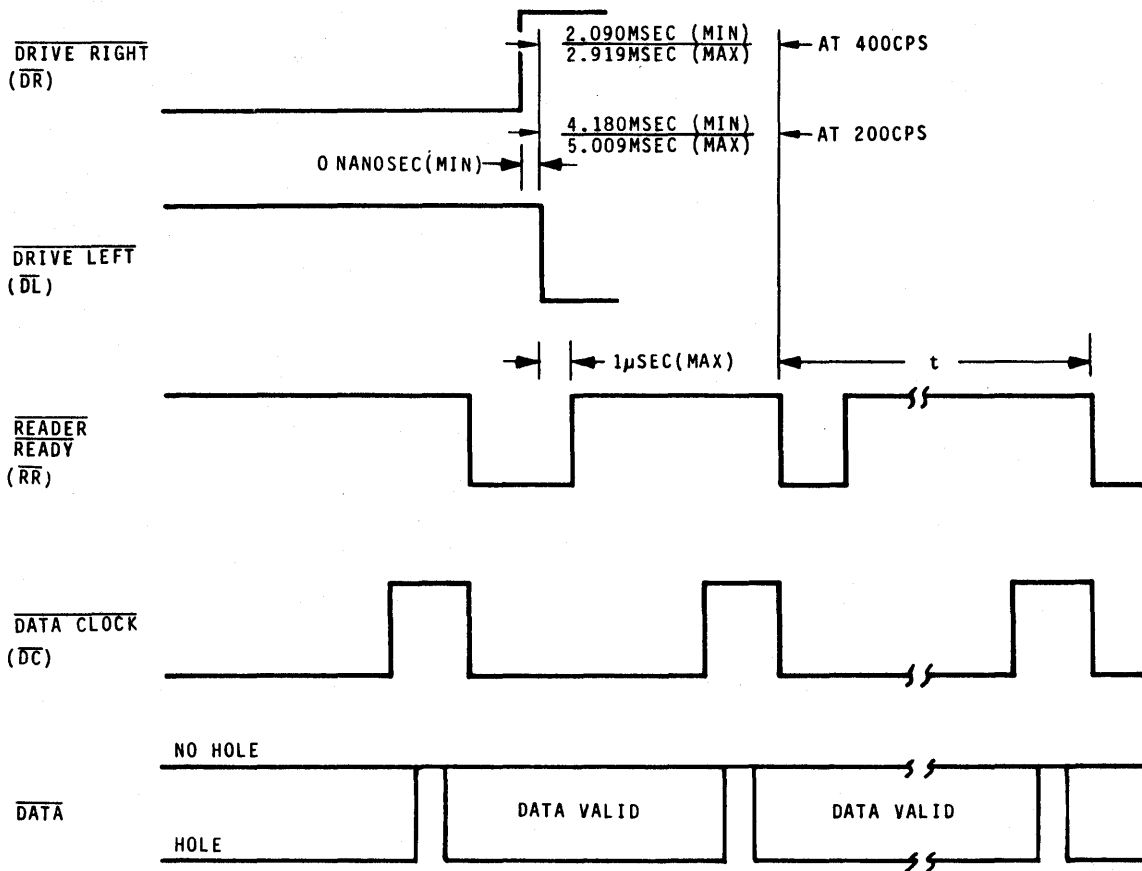 DRIVE RIGHT
(DR)
2.090MSEC (MIN)
2.919MSEC (MAX)
AT 400CPS
4.180MSEC (MIN)
5.009MSEC (MAX)
AT 200CPS
0 NANOSEC(MIN)
DRIVE LEFT
(DL)
1µSEC(MAX)
t
READER
READY
(RR)
DATA CLOCK
(DC)
NO HOLE
DATA
DATA VALID
DATA VALID
HOLE